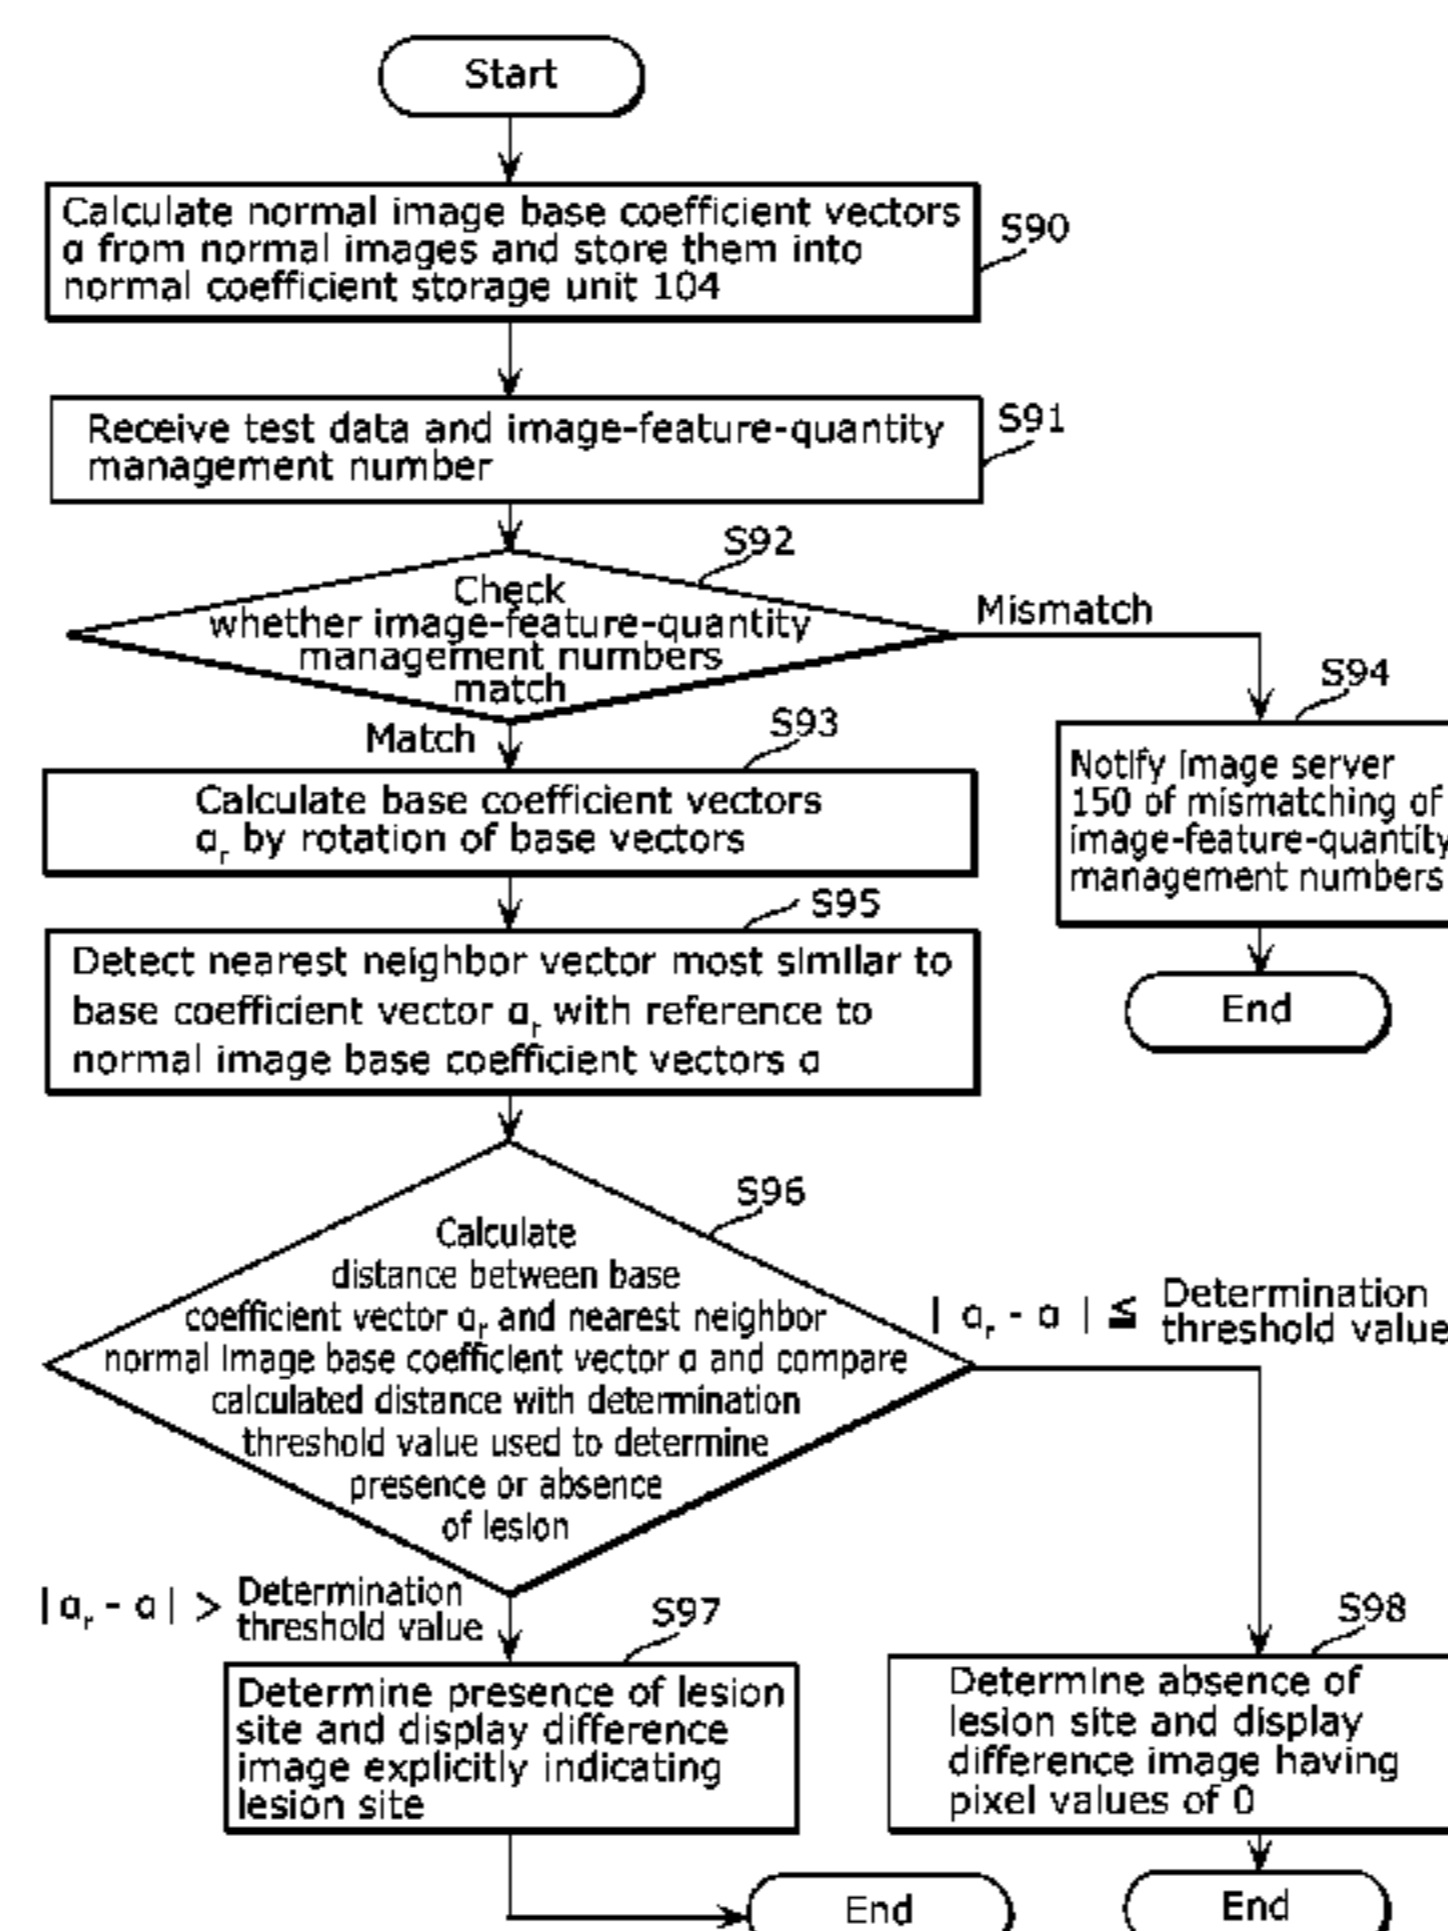 Start
Calculate normal image base coefficient vectors
α from normal images and store them into
normal coefficient storage unit 104
S90
Receive test data and image-feature-quantity
management number
S91
S92
Check
whether image-feature-quantity
management numbers
match
Mismatch
Match
S93
S94
Calculate base coefficient vectors
αr by rotation of base vectors
Notify image server
150 of mismatching of
image-feature-quantity
management numbers
End
S95
Detect nearest neighbor vector most similar to
base coefficient vector αr with reference to
normal image base coefficient vectors α
S96
Calculate
distance between base
coefficient vector αr and nearest neighbor
normal image base coefficient vector α and compare
calculated distance with determination
threshold value used to determine
presence or absence
of lesion
| αr - α | ≦ Determination
threshold value
| αr - α | > Determination
threshold value
S97
S98
Determine presence of lesion
site and display difference
image explicitly indicating
lesion site
Determine absence of
lesion site and display
difference image having
pixel values of 0
End
End